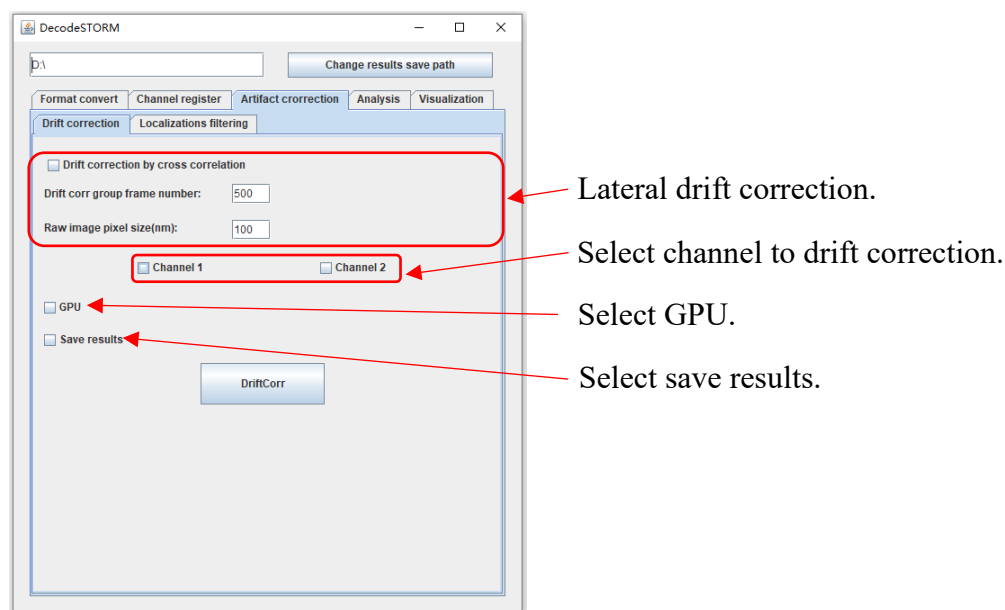 DecodeSTORM
D:\
Change results save path
Format convert Channel register Artifact crorrection Analysis Visualization
Drift correction Localizations filtering
Drift correction by cross correlation
Drift corr group frame number: 500
Raw image pixel size(nm): 100
Channel 1 Channel 2
GPU
Save results
DriftCorr
Lateral drift correction.
Select channel to drift correction.
Select GPU.
Select save results.